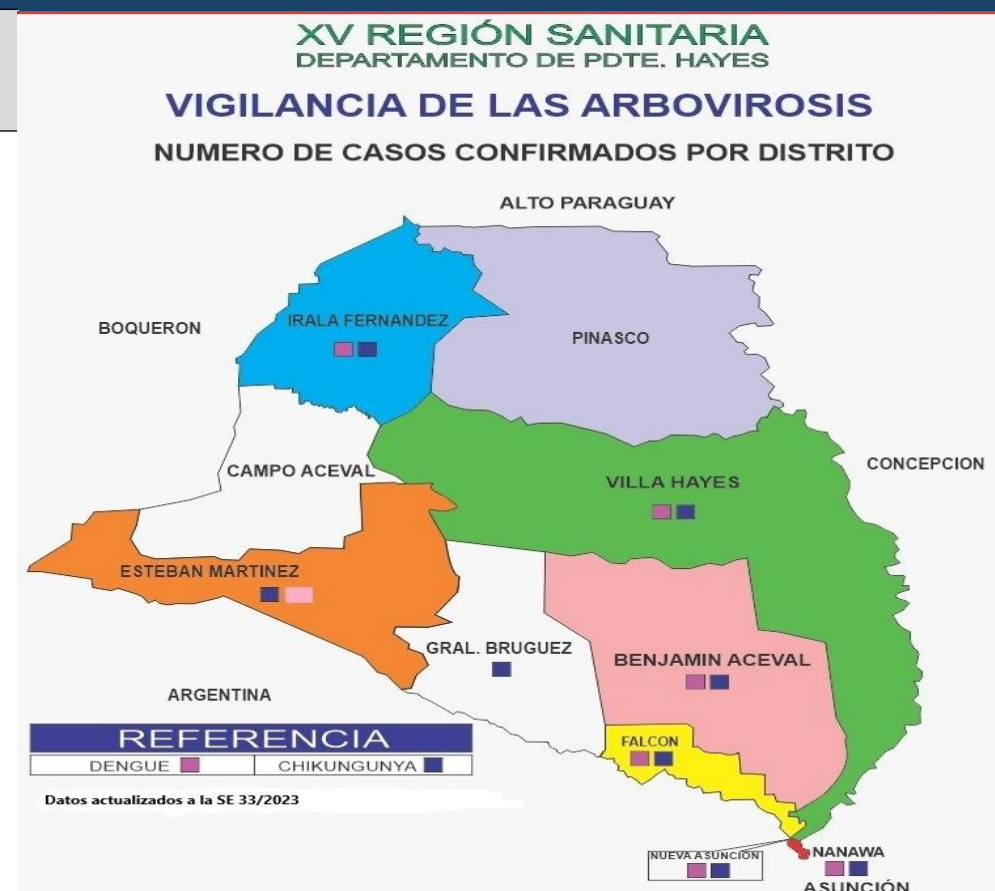 XV REGIÓN SANITARIA
DEPARTAMENTO DE PDTE. HAYES
VIGILANCIA DE LAS ARBOVIROSIS
NUMERO DE CASOS CONFIRMADOS POR DISTRITO
ALTO PARAGUAY
BOQUERON
IRALA FERNANDEZ
PINASCO
CAMPO ACEVAL
CONCEPCION
VILLA HAYES
ESTEBAN MARTINEZ
GRAL. BRUGUEZ
BENJAMIN ACEVAL
ARGENTINA
REFERENCIA
DENGUE
CHIKUNGUNYA
FALCON
Datos actualizados a la SE 33/2023
NUEVA ASUNCIÓN
NANAWA
ASUNCIÓN